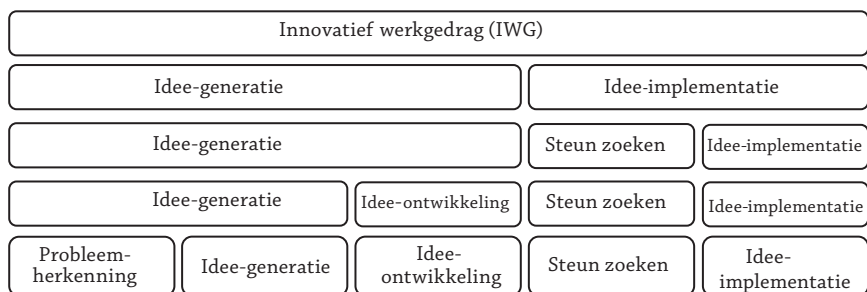 Innovatief werkgedrag (IWG)
Idee-generatie
Idee-implementatie
Idee-generatie
Steun zoeken
Idee-implementatie
Idee-generatie
Idee-ontwikkeling
Steun zoeken
Idee-implementatie
Probleem-
herkenning
Idee-generatie
Idee-
ontwikkeling
Steun zoeken
Idee-
implementatie